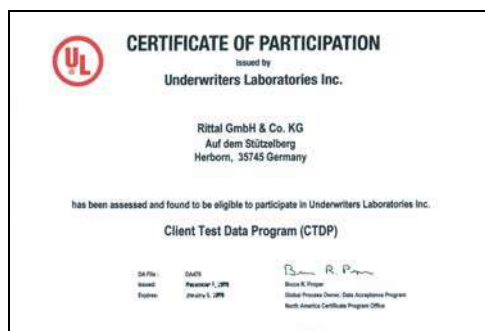 UL
CERTIFICATE OF PARTICIPATION
issued by
Underwriters Laboratories Inc.
Rittal GmbH & Co. KG
Auf dem Stützelberg
Herborn, 35745 Germany
has been assessed and found to be eligible to participate in Underwriters Laboratories Inc.
Client Test Data Program (CTDP)
DA File :
Issued:
Expires:
Bruce R. Proper
Global Process Owner, Data Acceptance Program
North America Certificate Program Office